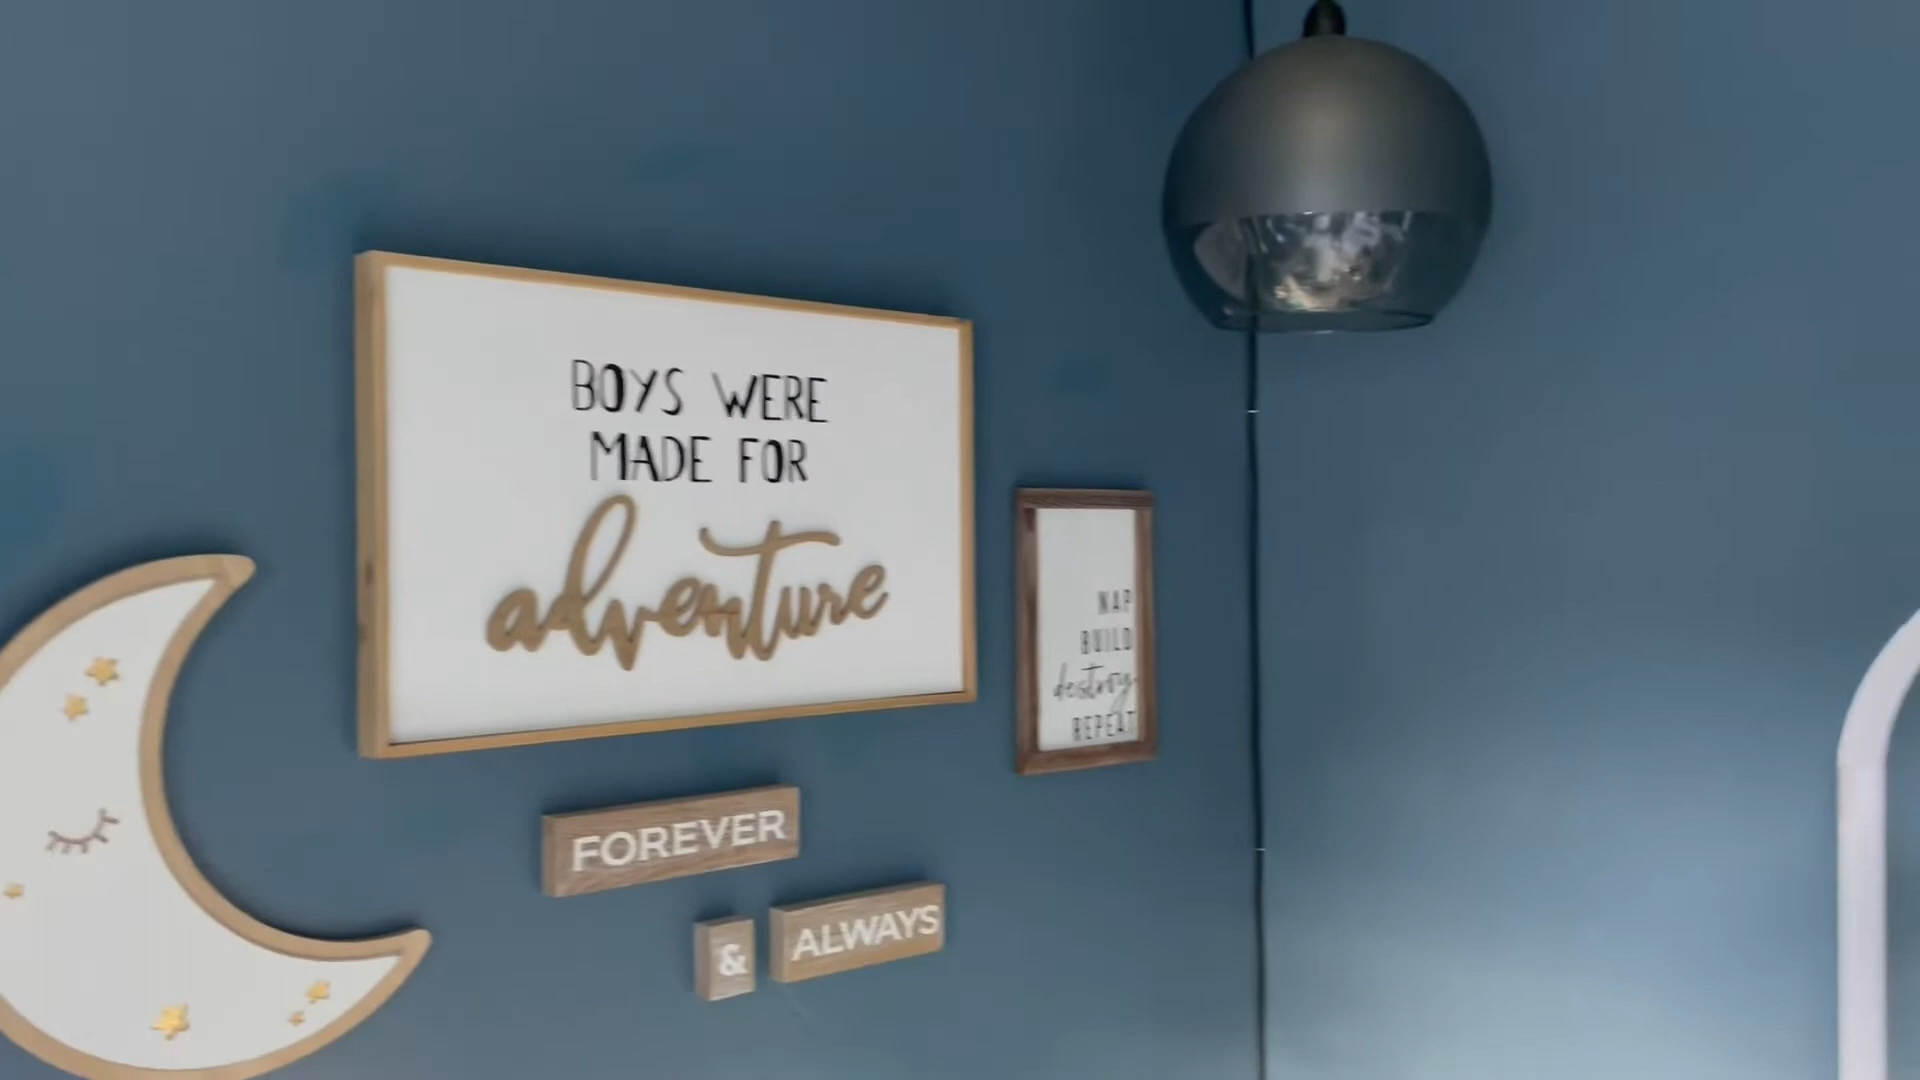 BOYS WERE
MADE FOR
adventure
NAP
BUILD
destroy
REPEAT
FOREVER
& ALWAYS